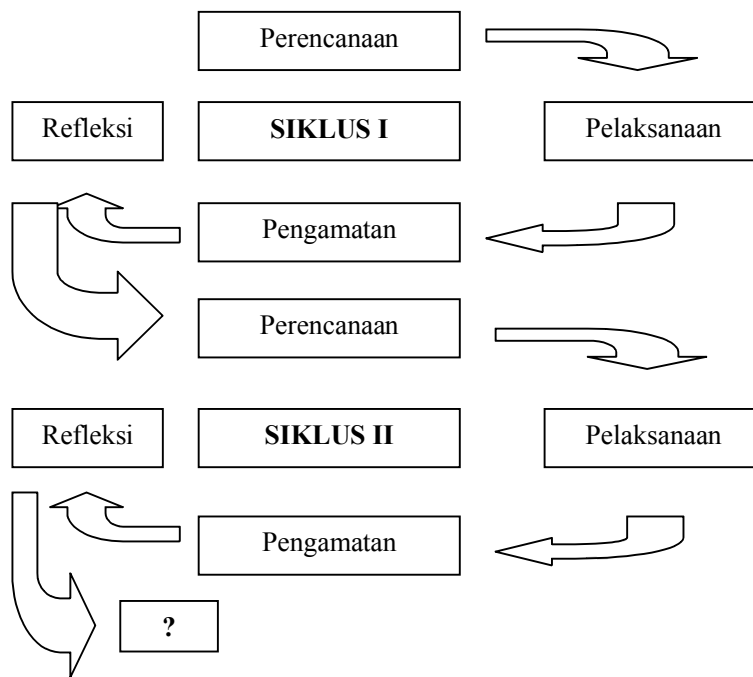 Perencanaan
Refleksi
SIKLUS I
Pelaksanaan
Pengamatan
Perencanaan
Refleksi
SIKLUS II
Pelaksanaan
Pengamatan
?